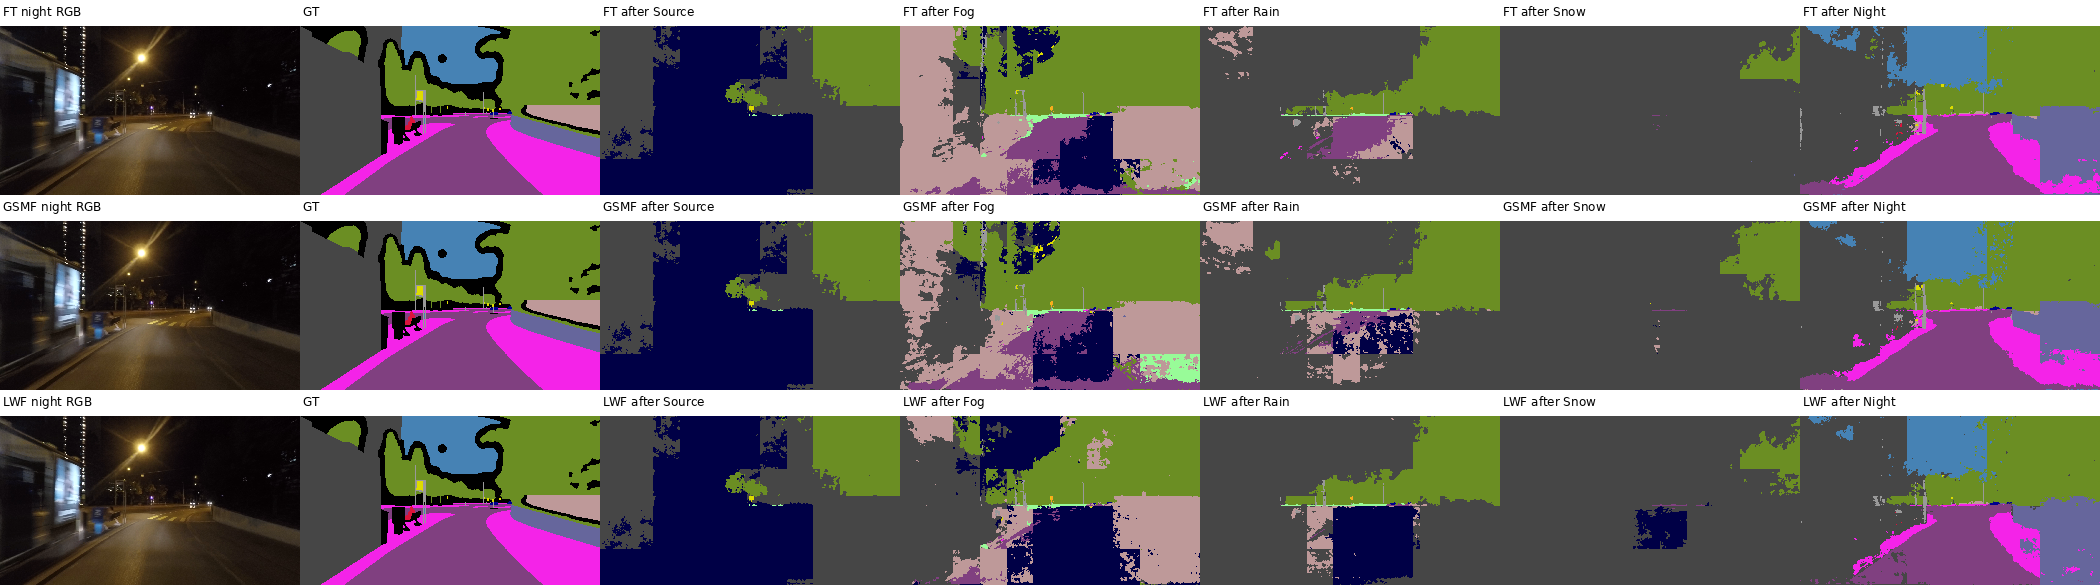 FT night RGB GT FT after Source FT after Fog FT after Rain FT after Snow FT after Night
GSMF night RGB GT GSMF after Source GSMF after Fog GSMF after Rain GSMF after Snow GSMF after Night
LWF night RGB GT LWF after Source LWF after Fog LWF after Rain LWF after Snow LWF after Night